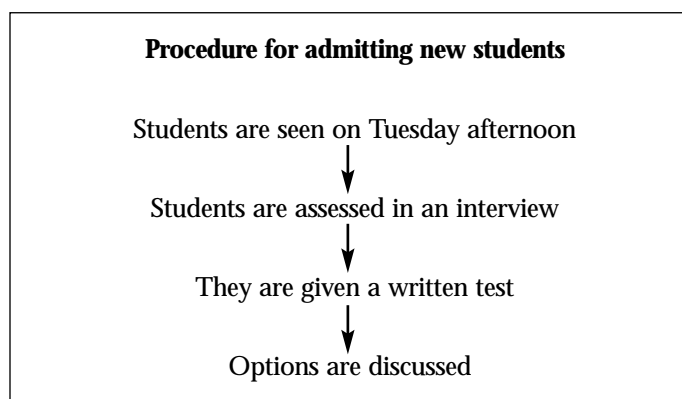 Procedure for admitting new students
Students are seen on Tuesday afternoon
Students are assessed in an interview
They are given a written test
Options are discussed